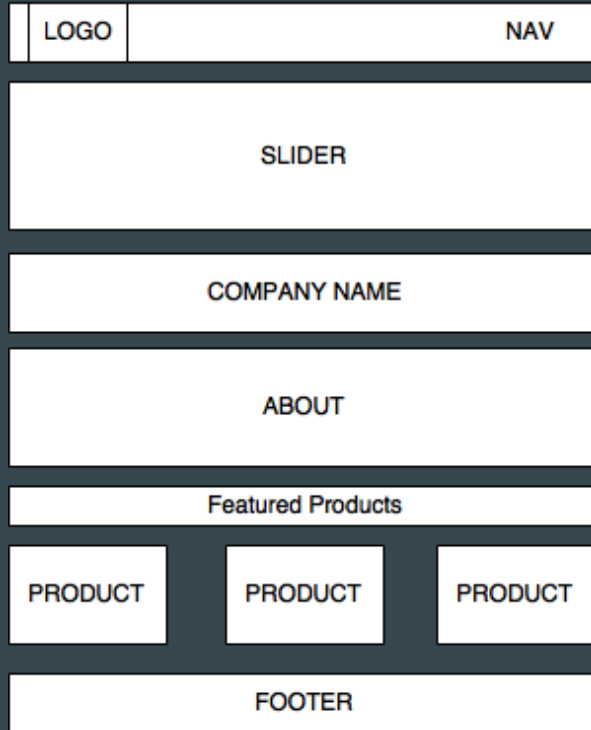 LOGO NAV
SLIDER
COMPANY NAME
ABOUT
Featured Products
PRODUCT PRODUCT PRODUCT
FOOTER